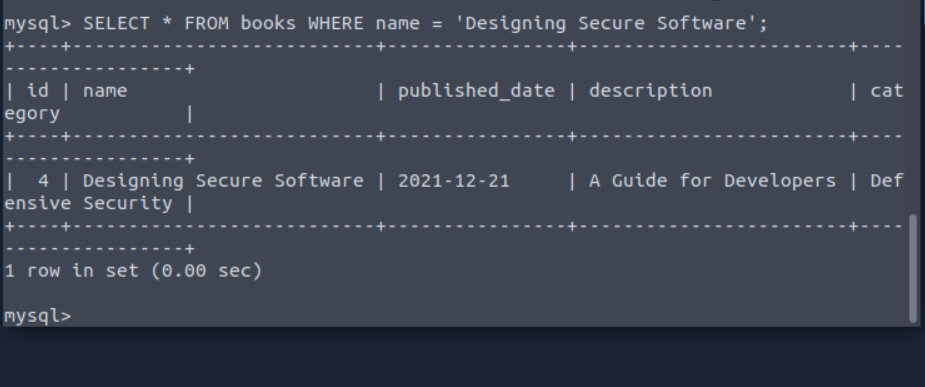 mysql> SELECT * FROM books WHERE name = 'Designing Secure Software';
+----+---------------------------+----------------+------------------------+----
----------------+
| id | name                      | published_date | description            | cat
egory           |
+----+---------------------------+----------------+------------------------+----
----------------+
|  4 | Designing Secure Software | 2021-12-21     | A Guide for Developers | Def
ensive Security |
+----+---------------------------+----------------+------------------------+----
----------------+
1 row in set (0.00 sec)

mysql>